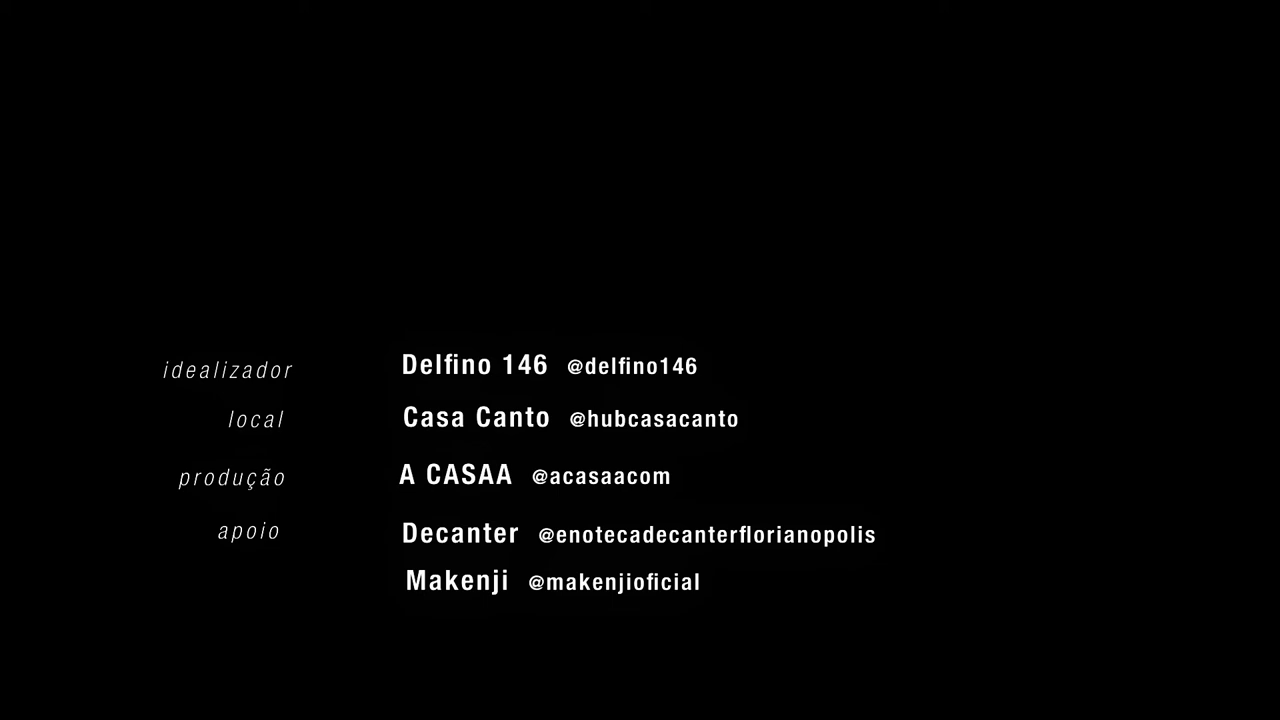 idealizador Delfino 146 @delfino146
local Casa Canto @hubcasacanto
produção A CASAA @acasaacom
apoio Decanter @enotecadecanterflorianopolis
Makenji @makenjioficial